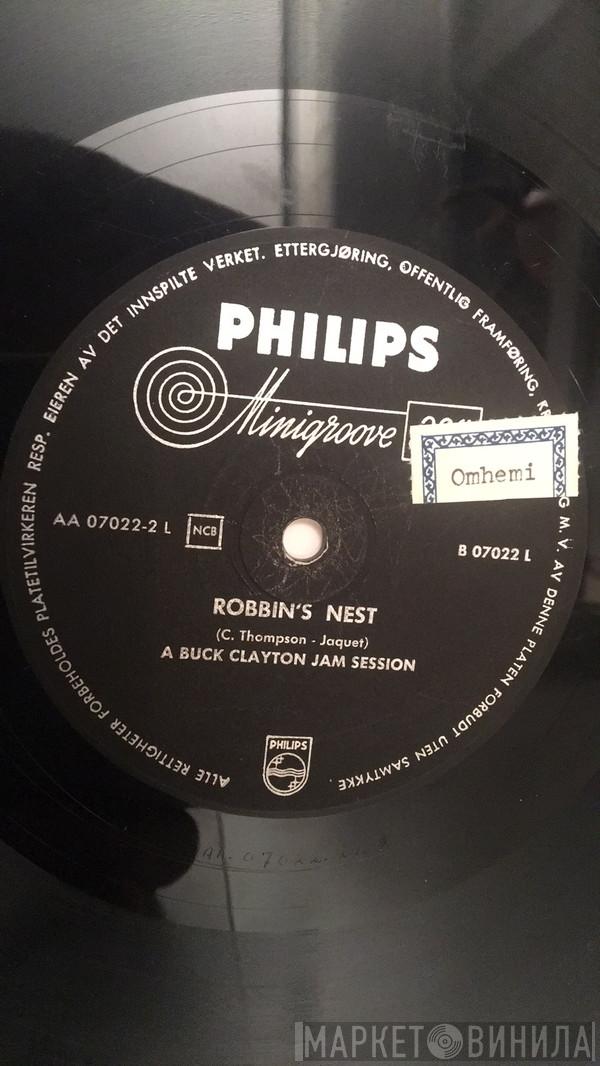 ALLE RETTIGHETER FORBEHOLDES PLATETILVIRKEREN RESP. EIEREN AV DET INNSPILTE VERKET. ETTERGJØRING, OFFENTLIG FRAMFØRING, G M. V. AV DENNE PLATEN FORBUDT UTEN SAMTYKKE.
PHILIPS
Minigroove
Omhemi
AA 07022-2 L
NCB
B 07022 L
ROBBIN'S NEST
(C. Thompson - Jaquet)
A BUCK CLAYTON JAM SESSION
PHILIPS
МАРКЕТ ВИНИЛА